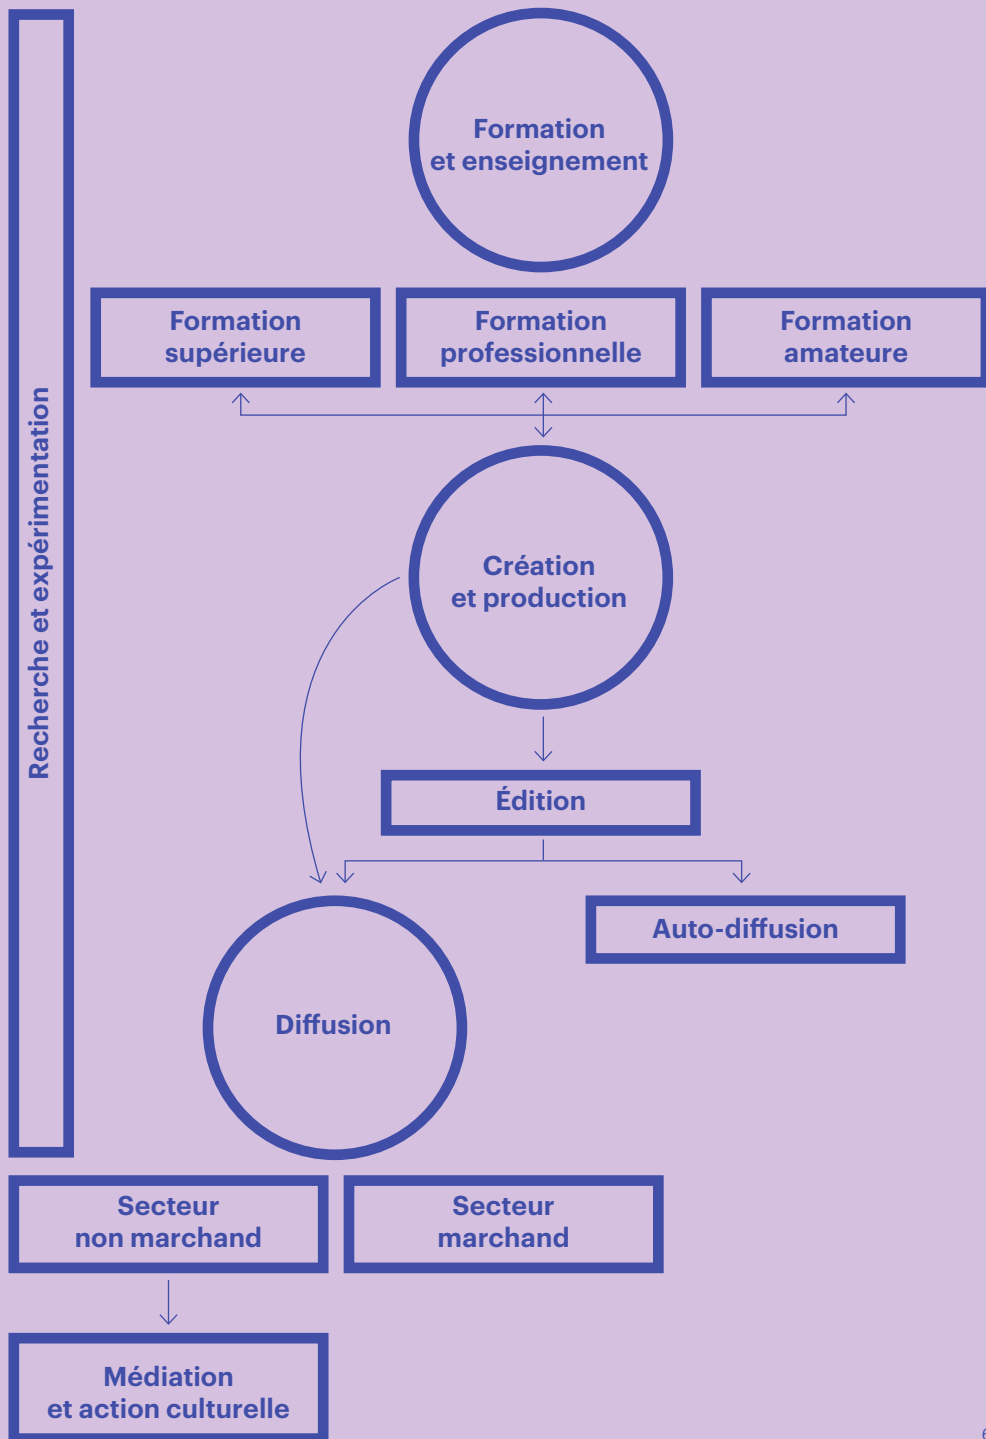 Formation
et enseignement
Formation
supérieure
Formation
professionnelle
Formation
amateure
Recherche et expérimentation
Création
et production
Édition
Auto-diffusion
Diffusion
Secteur
non marchand
Secteur
marchand
Médiation
et action culturelle